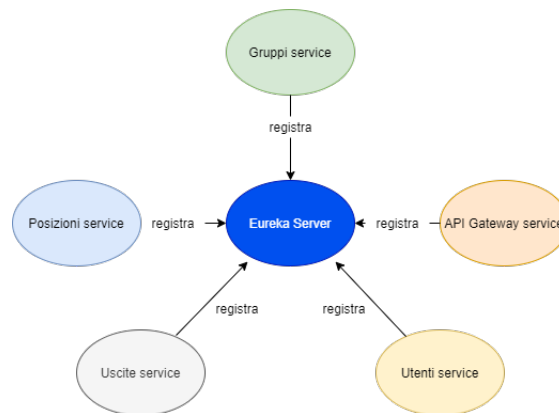 Gruppi service
registra
Posizioni service
registra
Eureka Server
registra
API Gateway service
registra
registra
Uscite service
Utenti service